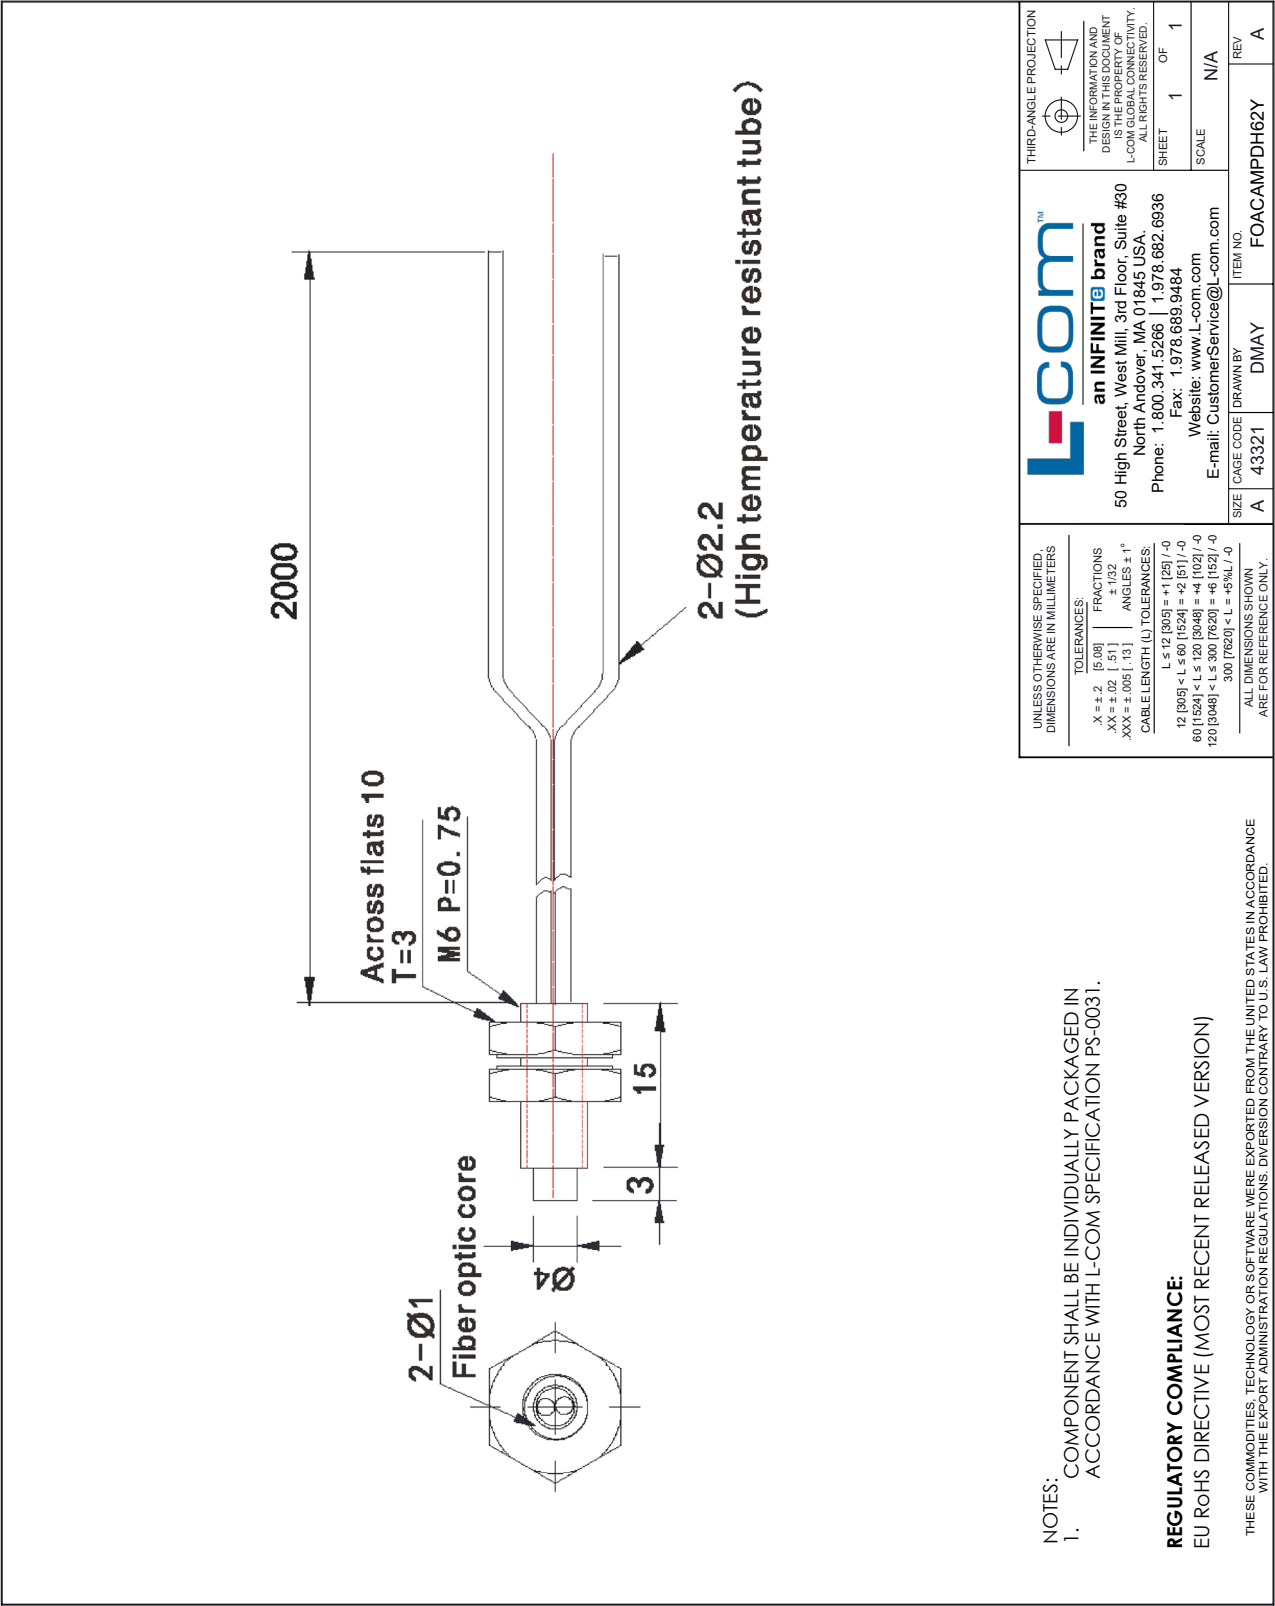 2000
Across flats 10
T=3
M6 P=0.75
2-Ø1
Fiber optic core
Ø4
3
15
2-Ø2.2
(High temperature resistant tube)
NOTES:
1. COMPONENT SHALL BE INDIVIDUALLY PACKAGED IN
ACCORDANCE WITH L-COM SPECIFICATION PS-0031.
REGULATORY COMPLIANCE:
EU RoHS DIRECTIVE (MOST RECENT RELEASED VERSION)
THESE COMMODITIES, TECHNOLOGY OR SOFTWARE WERE EXPORTED FROM THE UNITED STATES IN ACCORDANCE
WITH THE EXPORT ADMINISTRATION REGULATIONS. DIVERSION CONTRARY TO U.S. LAW PROHIBITED.
UNLESS OTHERWISE SPECIFIED,
DIMENSIONS ARE IN MILLIMETERS
TOLERANCES:
.X = ± .2 [5.08]
.XX = ± .02 [ .51 ]
.XXX = ± .005 [ .13 ]
FRACTIONS
± 1/32
ANGLES ± 1°
CABLE LENGTH (L) TOLERANCES:
L ≤ 12 [305] = +1 [25] / -0
12 [305] < L ≤ 60 [1524] = +2 [51] / -0
60 [1524] < L ≤ 120 [3048] = +4 [102] / -0
120 [3048] < L ≤ 300 [7620] = +6 [152] / -0
300 [7620] < L = +5%L / -0
ALL DIMENSIONS SHOWN
ARE FOR REFERENCE ONLY.
L-com™
an INFINITe brand
50 High Street, West Mill, 3rd Floor, Suite #30
North Andover, MA 01845 USA.
Phone: 1.800.341.5266 | 1.978.682.6936
Fax: 1.978.689.9484
Website: www.L-com.com
E-mail: CustomerService@L-com.com
THIRD-ANGLE PROJECTION
THE INFORMATION AND
DESIGN IN THIS DOCUMENT
IS THE PROPERTY OF
L-COM GLOBAL CONNECTIVITY.
ALL RIGHTS RESERVED.
SHEET 1 OF 1
SCALE N/A
SIZE A
CAGE CODE 43321
DRAWN BY DMAY
ITEM NO. FOACAMPDH62Y
REV A